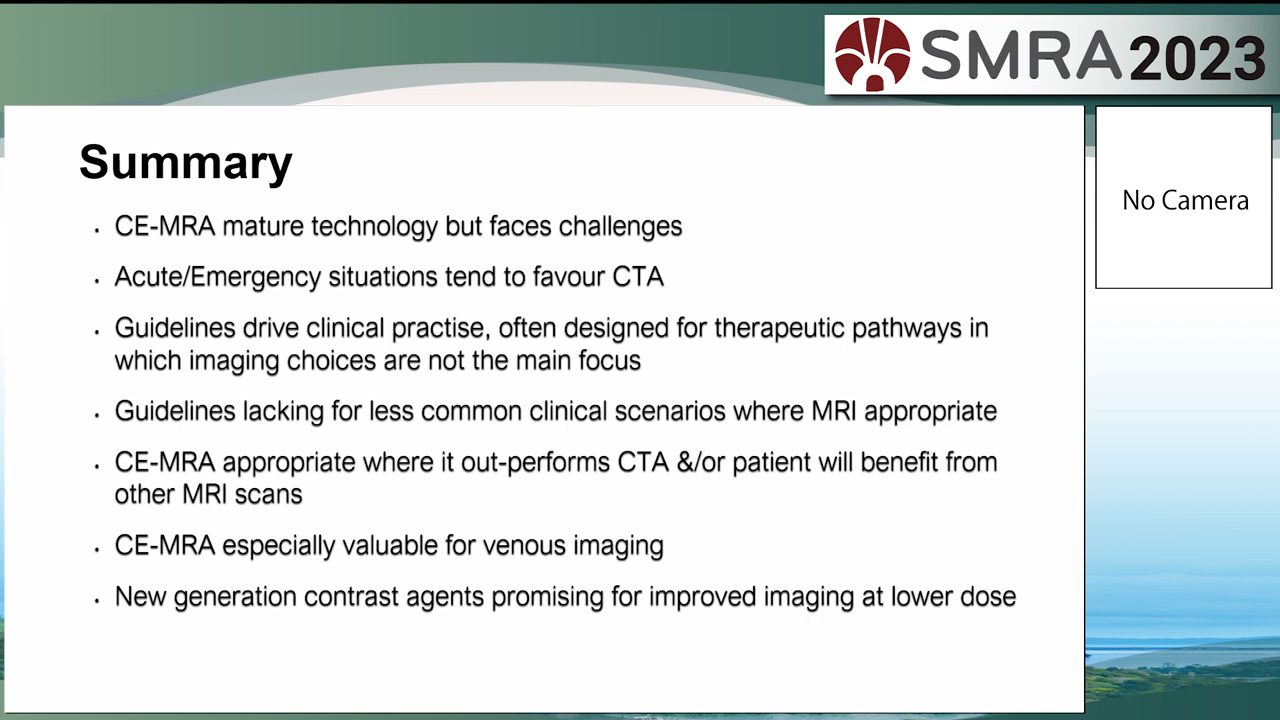 SMRA 2023
Summary
No Camera
• CE-MRA mature technology but faces challenges
• Acute/Emergency situations tend to favour CTA
• Guidelines drive clinical practise, often designed for therapeutic pathways in
which imaging choices are not the main focus
• Guidelines lacking for less common clinical scenarios where MRI appropriate
• CE-MRA appropriate where it out-performs CTA &/or patient will benefit from
other MRI scans
• CE-MRA especially valuable for venous imaging
• New generation contrast agents promising for improved imaging at lower dose